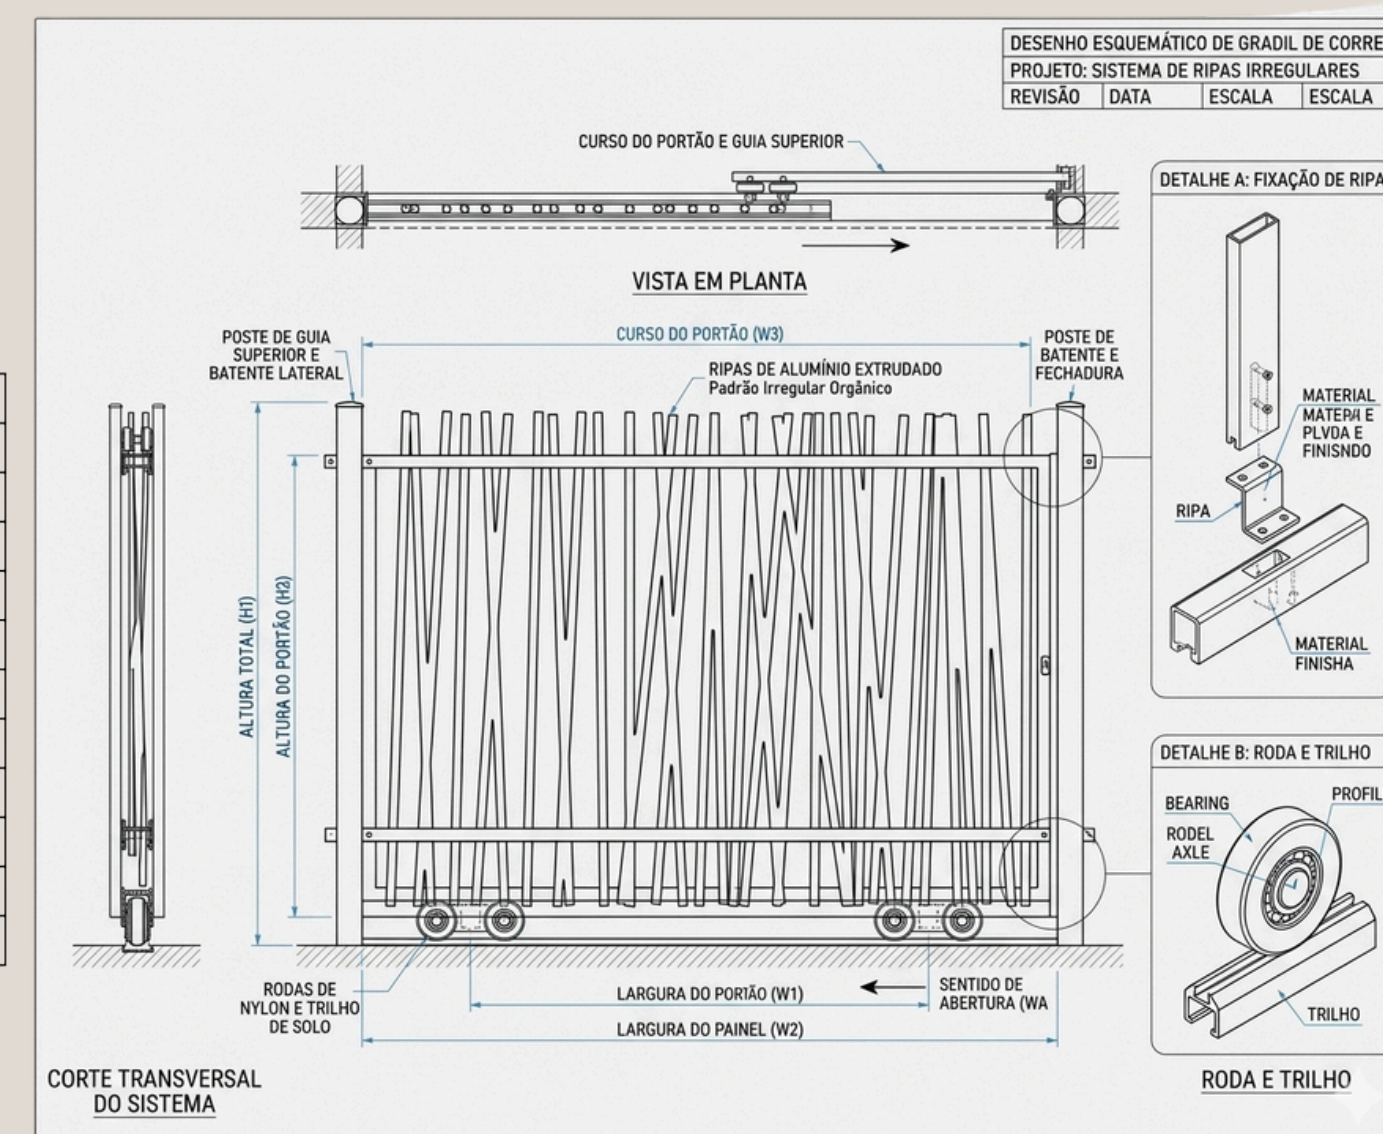 DESENHO ESQUEMÁTICO DE GRADIL DE CORRE
PROJETO: SISTEMA DE RIPAS IRREGULARES
REVISÃO DATA ESCALA ESCALA
CURSO DO PORTÃO E GUIA SUPERIOR
VISTA EM PLANTA
DETALHE A: FIXAÇÃO DE RIPA
MATERIAL
MATEPA E
PLVDA E
FINISNDO
RIPA
MATERIAL
FINISHA
POSTE DE GUIA
SUPERIOR E
BATENTE LATERAL
CURSO DO PORTÃO (W3)
RIPAS DE ALUMÍNIO EXTRUDADO
Padrão Irregular Orgânico
POSTE DE
BATENTE E
FECHADURA
ALTURA TOTAL (H1)
ALTURA DO PORTÃO (H2)
RODAS DE
NYLON E TRILHO
DE SOLO
LARGURA DO PORTÃO (W1)
SENTIDO DE
ABERTURA (WA
LARGURA DO PAINEL (W2)
DETALHE B: RODA E TRILHO
BEARING
PROFIL
RODEL
AXLE
TRILHO
CORTE TRANSVERSAL
DO SISTEMA
RODA E TRILHO